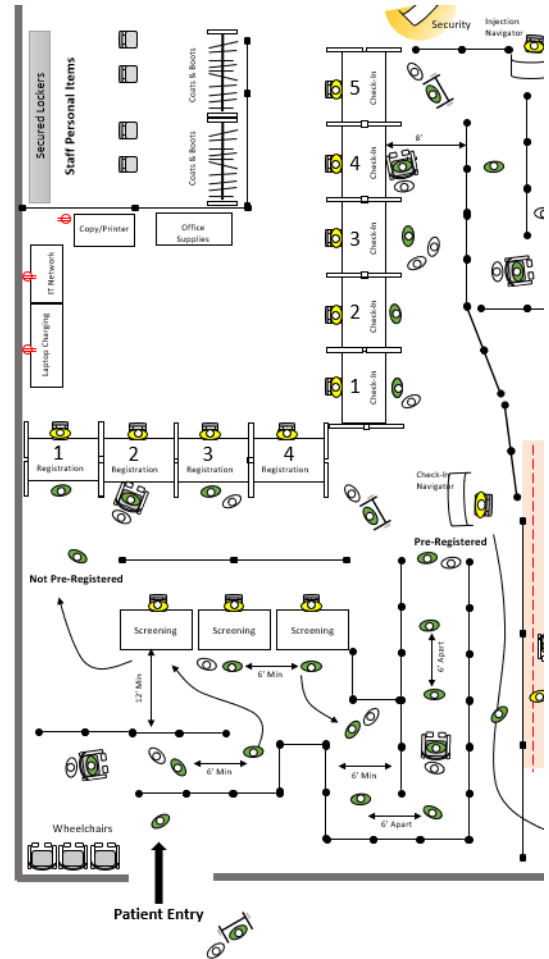 Security
Injection
Navigator
Secured Lockers
Staff Personal Items
Coats & Boots
Coats & Boots
5
Check-In
4
Check-In
8'
3
Check-In
2
Check-In
1
Check-In
Copy/Printer
Office
Supplies
IT Network
Laptop Charging
1
Registration
2
Registration
3
Registration
4
Registration
Check-In
Navigator
Pre-Registered
Not Pre-Registered
Screening
Screening
Screening
12' Min
6' Min
6' Apart
6' Min
6' Min
6' Apart
Wheelchairs
Patient Entry